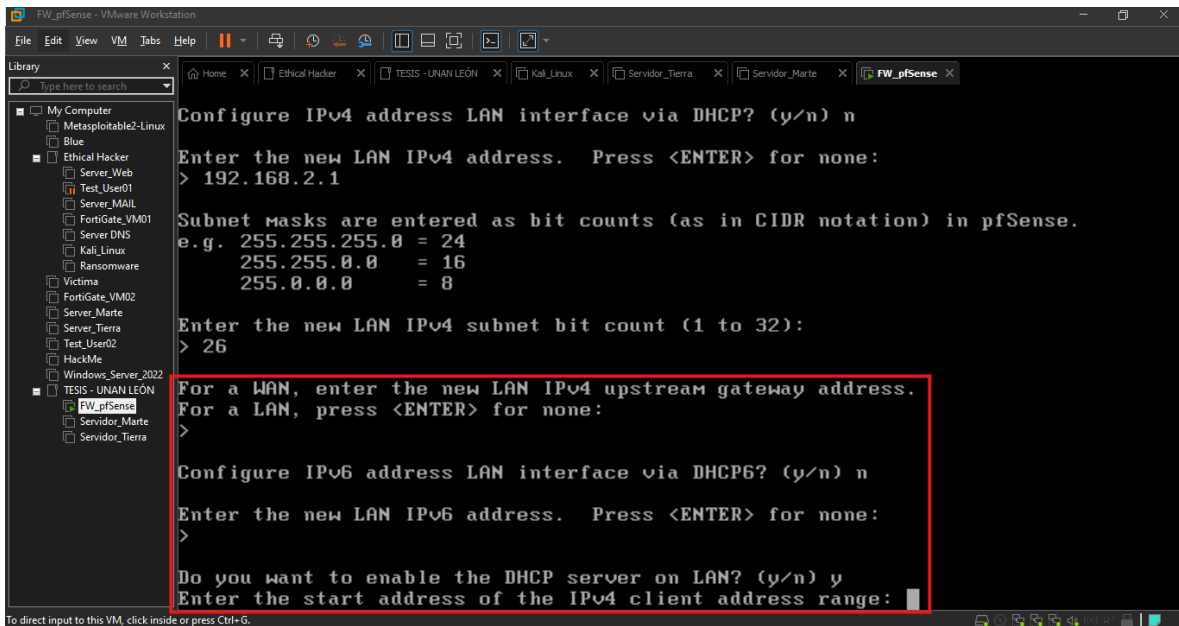 FW_pfSense - VMware Workstation
File Edit View VM Tabs Help
Library
Type here to search
My Computer
Metasploitable2-Linux
Blue
Ethical Hacker
Server_Web
Test_User01
Server_MAIL
FortiGate_VM01
Server DNS
Kali_Linux
Ransomware
Victima
FortiGate_VM02
Server_Marte
Server_Tierra
Test_User02
HackMe
Windows_Server_2022
TESIS - UNAN LEÓN
FW_pfSense
Servidor_Marte
Servidor_Tierra
Home Ethical Hacker TESIS - UNAN LEÓN Kali_Linux Servidor_Tierra Servidor_Marte FW_pfSense
Configure IPv4 address LAN interface via DHCP? (y/n) n
Enter the new LAN IPv4 address.  Press <ENTER> for none:
> 192.168.2.1
Subnet masks are entered as bit counts (as in CIDR notation) in pfSense.
e.g. 255.255.255.0 = 24
255.255.0.0   = 16
255.0.0.0     = 8
Enter the new LAN IPv4 subnet bit count (1 to 32):
> 26
For a WAN, enter the new LAN IPv4 upstream gateway address.
For a LAN, press <ENTER> for none:
>
Configure IPv6 address LAN interface via DHCP6? (y/n) n
Enter the new LAN IPv6 address.  Press <ENTER> for none:
>
Do you want to enable the DHCP server on LAN? (y/n) y
Enter the start address of the IPv4 client address range:
To direct input to this VM, click inside or press Ctrl+G.